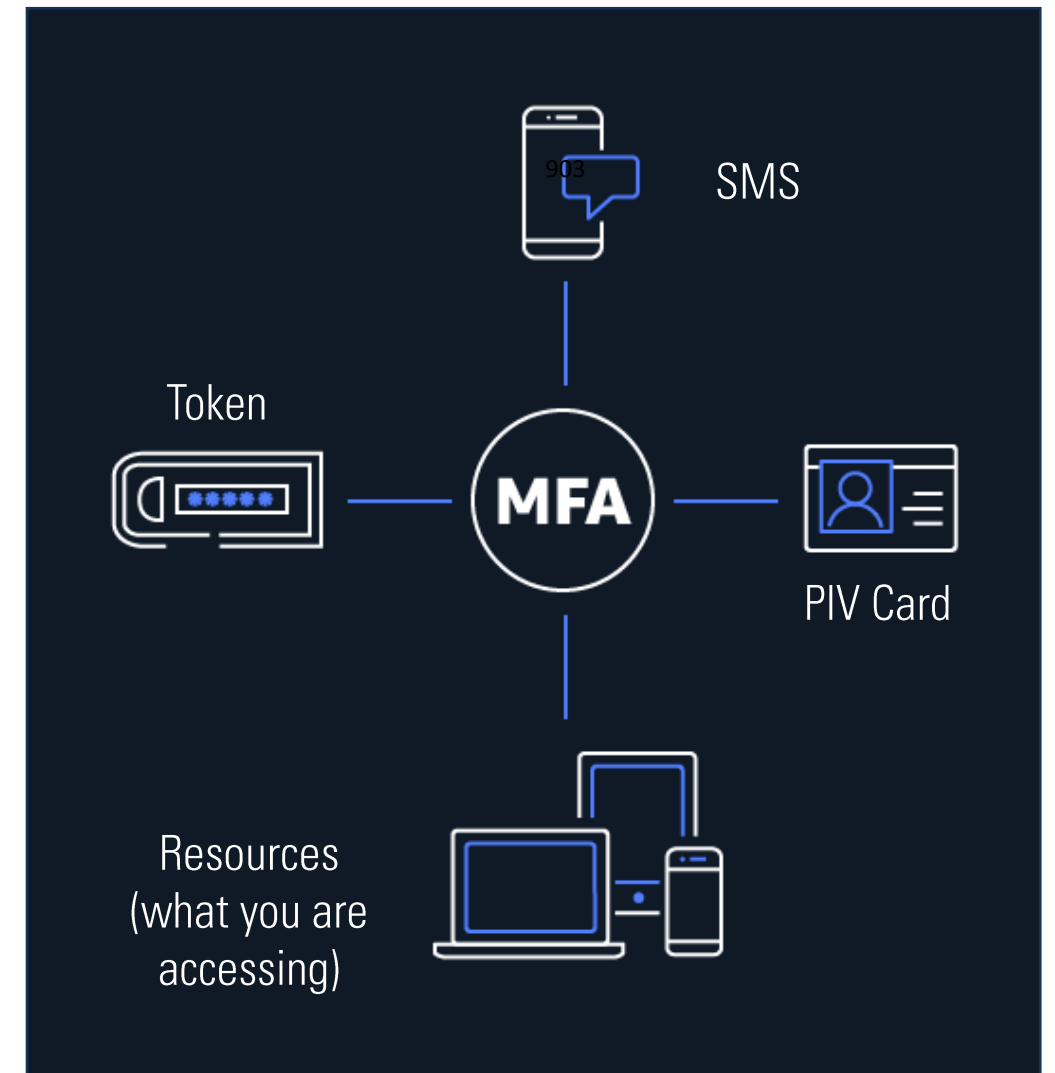 903
SMS
Token
*****
MFA
PIV Card
Resources
(what you are
accessing)